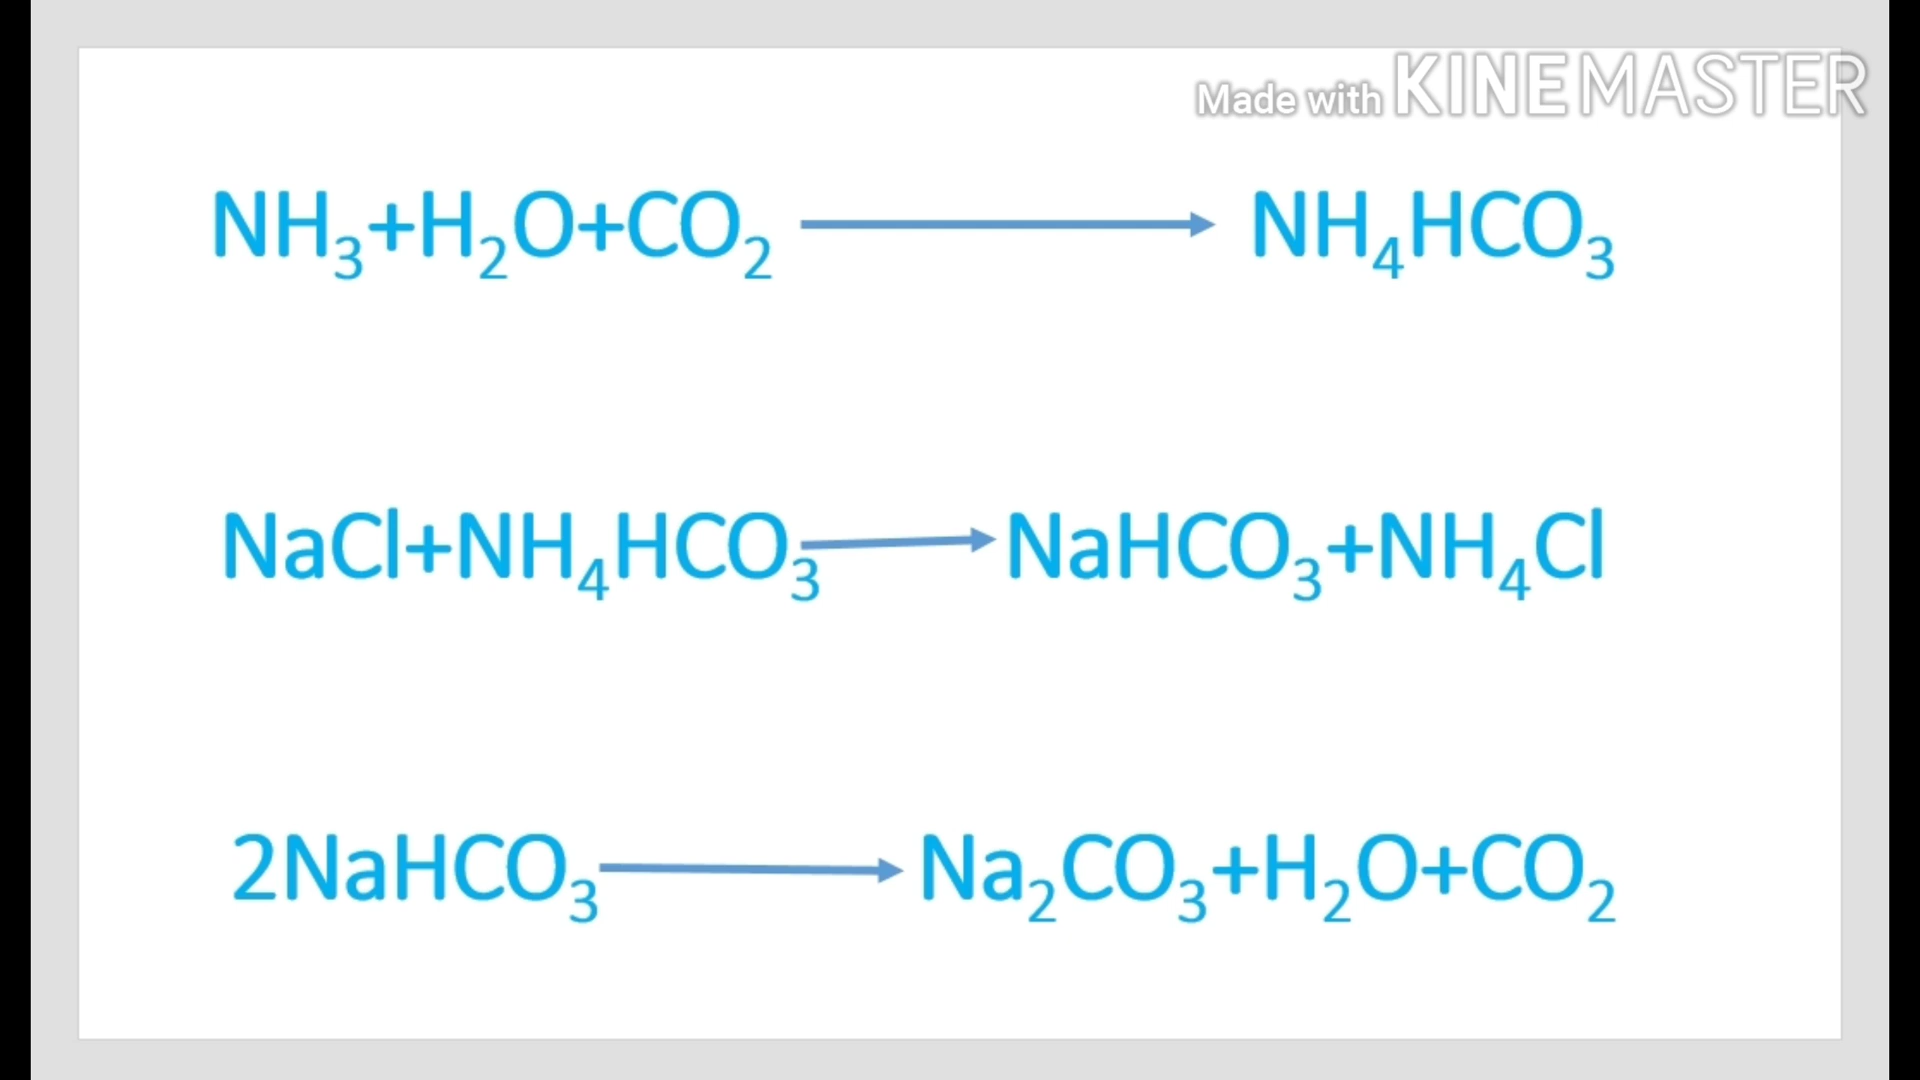 Made with KINEMASTER
NH₃+H₂O+CO₂ ⟶ NH₄HCO₃
NaCl+NH₄HCO₃ ⟶ NaHCO₃+NH₄Cl
2NaHCO₃ ⟶ Na₂CO₃+H₂O+CO₂